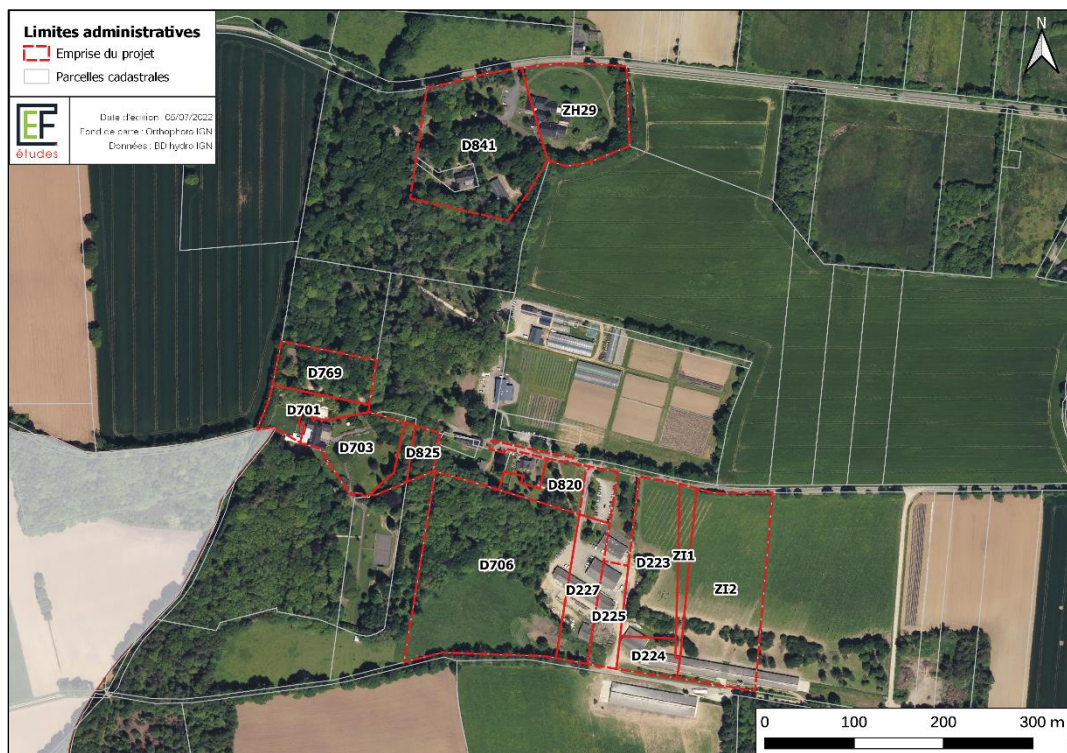 Limites administratives
Emprise du projet
Parcelles cadastrales
EF
études
Date d'édition : 06/07/2022
Fond de carte : Orthophoto IGN
Données : BD hydro IGN
N
ZH29
D841
D769
D701
D703
D825
D820
D706
D223
ZI1
ZI2
D227
D225
D224
0 100 200 300 m